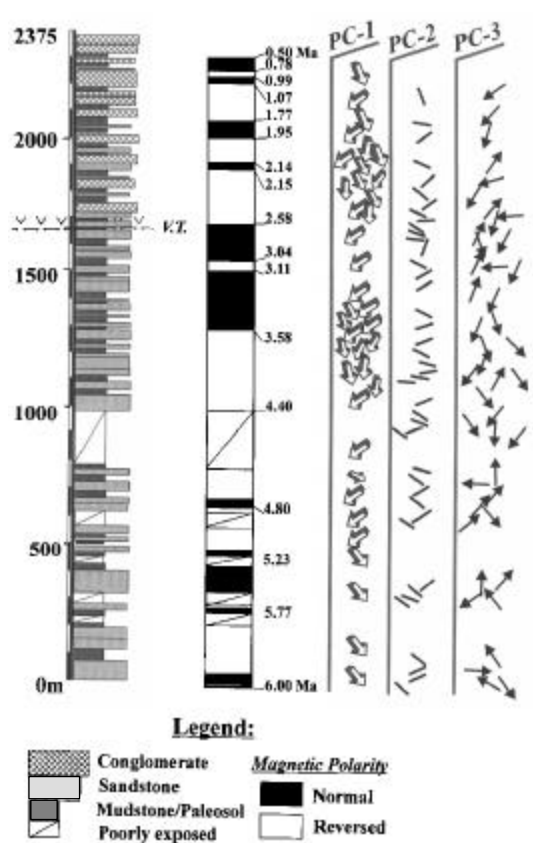 2375
2000
1500
1000
500
0m
V.T.
0.50 Ma
0.78
0.99
1.07
1.77
1.95
2.14
2.15
2.58
3.04
3.11
3.58
4.40
4.80
5.23
5.77
6.00 Ma
PC-1
PC-2
PC-3
Legend:
Conglomerate
Sandstone
Mudstone/Paleosol
Poorly exposed
Magnetic Polarity
Normal
Reversed